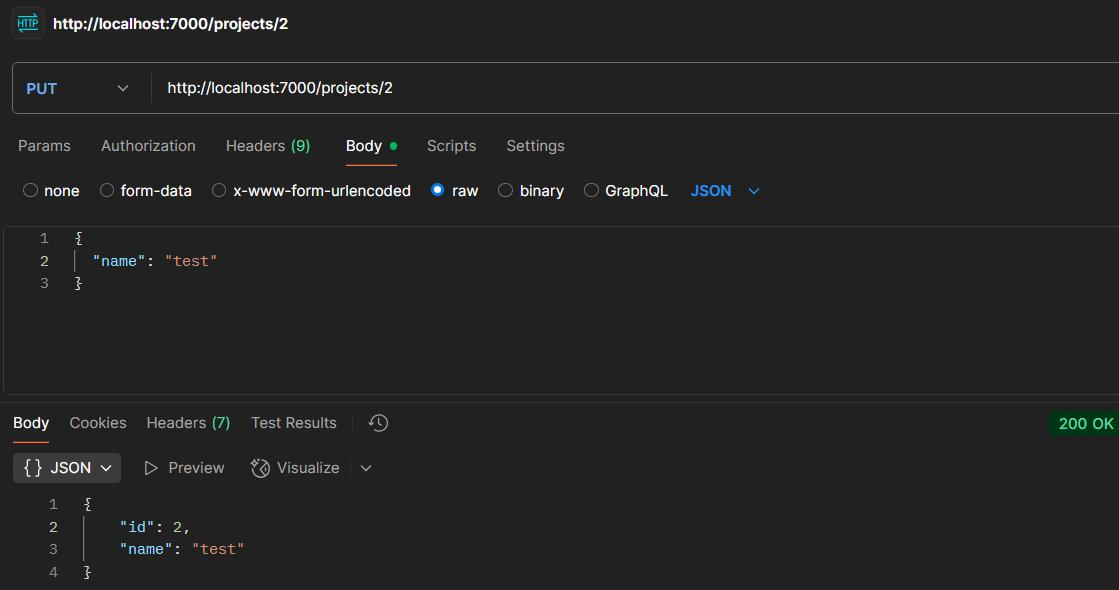 HTTP http://localhost:7000/projects/2
PUT http://localhost:7000/projects/2
Params Authorization Headers (9) Body Scripts Settings
none form-data x-www-form-urlencoded raw binary GraphQL JSON
1 {
2 "name": "test"
3 }
Body Cookies Headers (7) Test Results 200 OK
{} JSON Preview Visualize
1 {
2 "id": 2,
3 "name": "test"
4 }